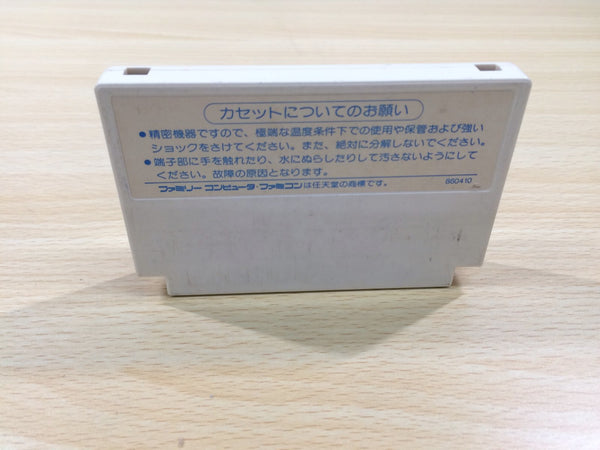 カセットについてのお願い
●精密機器ですので、極端な温度条件下での使用や保管および強い
ショックをさけてください。また、絶対に分解しないでください。
●端子部に手を触れたり、水にぬらしたりして汚さないようにして
ください。故障の原因となります。
ファミリー コンピュータ・ファミコンは任天堂の商標です。 860410